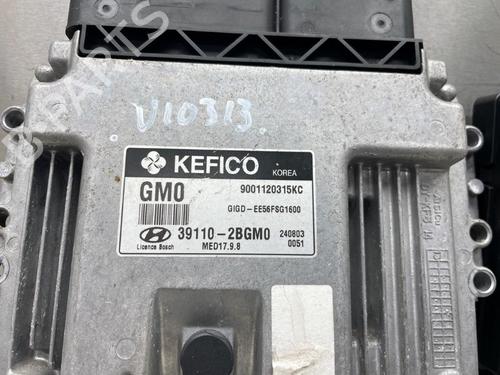 V10313.
KEFICO KOREA
GM0 9001120315KC
GIGD-EE56FSG1600
39110-2BGM0 240803
Licence Bosch MED17.9.8 0051